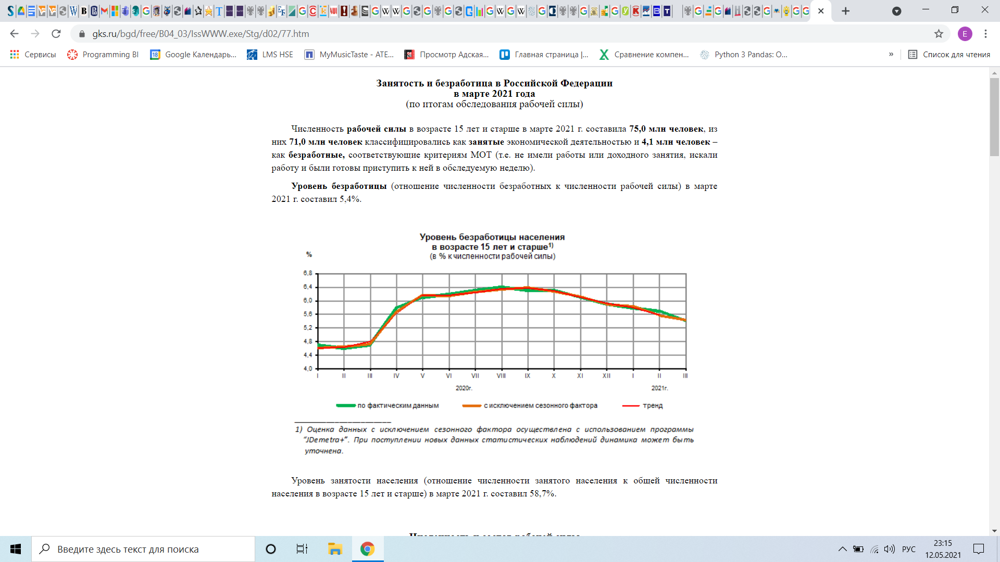 gks.ru/bgd/free/B04_03/IssWWW.exe/Stg/d02/77.htm
E
Сервисы
Programming BI
Google Календарь...
LMS HSE
MyMusicTaste - ATE...
Просмотр Адская...
Главная страница |...
Сравнение компен...
Python 3 Pandas: О...
»
Список для чтения
Занятость и безработица в Российской Федерации
в марте 2021 года
(по итогам обследования рабочей силы)
Численность рабочей силы в возрасте 15 лет и старше в марте 2021 г. составила 75,0 млн человек, из
них 71,0 млн человек классифицировались как занятые экономической деятельностью и 4,1 млн человек –
как безработные, соответствующие критериям МОТ (т.е. не имели работы или доходного занятия, искали
работу и были готовы приступить к ней в обследуемую неделю).
Уровень безработицы (отношение численности безработных к численности рабочей силы) в марте
2021 г. составил 5,4%.
Уровень безработицы населения
в возрасте 15 лет и старше1)
(в % к численности рабочей силы)
%
6,8
6,4
6,0
5,6
5,2
4,8
4,4
4,0
I II III IV V VI VII VIII IX X XI XII I II III
2020г. 2021г.
по фактическим данным с исключением сезонного фактора тренд
1) Оценка данных с исключением сезонного фактора осуществлена с использованием программы
“JDemetra+”. При поступлении новых данных статистических наблюдений динамика может быть
уточнена.
Уровень занятости населения (отношение численности занятого населения к общей численности
населения в возрасте 15 лет и старше) в марте 2021 г. составил 58,7%.
Введите здесь текст для поиска
РУС
23:15
12.05.2021